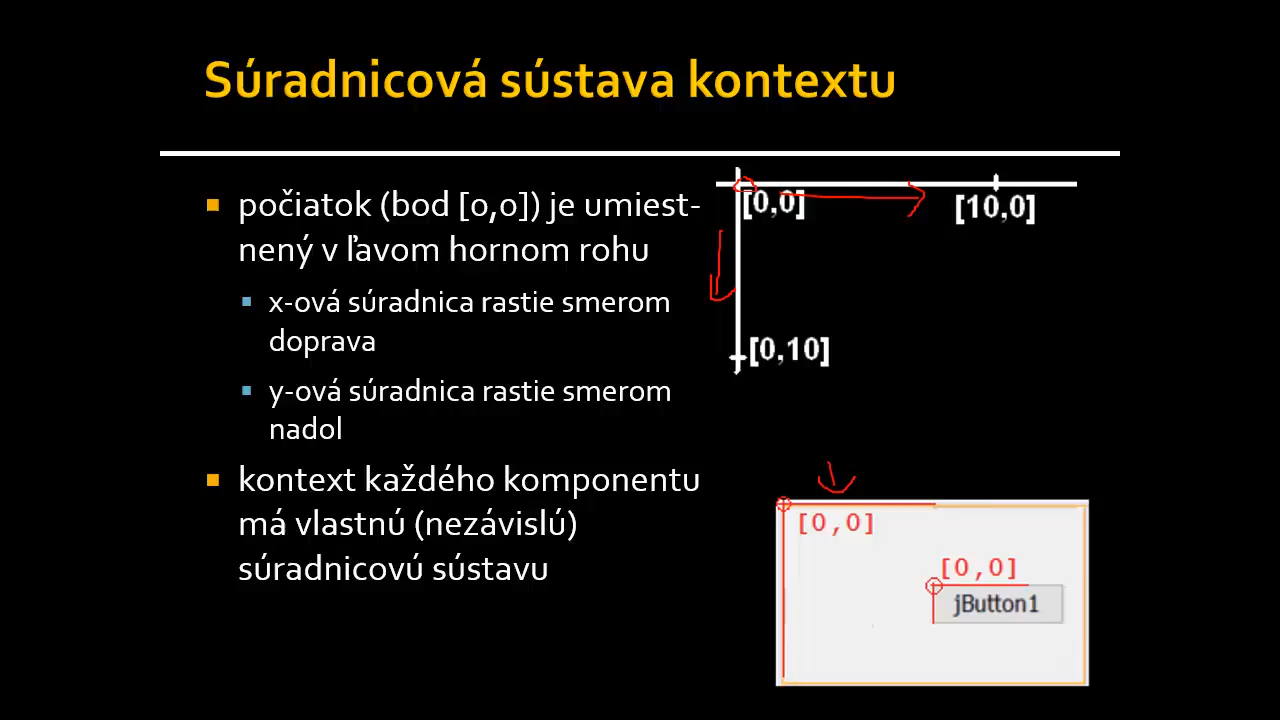 Súradnicová sústava kontextu
počiatok (bod [0,0]) je umiest-
nený v ľavom hornom rohu
x-ová súradnica rastie smerom
doprava
y-ová súradnica rastie smerom
nadol
kontext každého komponentu
má vlastnú (nezávislú)
súradnicovú sústavu
[0,0]
[10,0]
[0,10]
[0,0]
[0,0]
jButton1